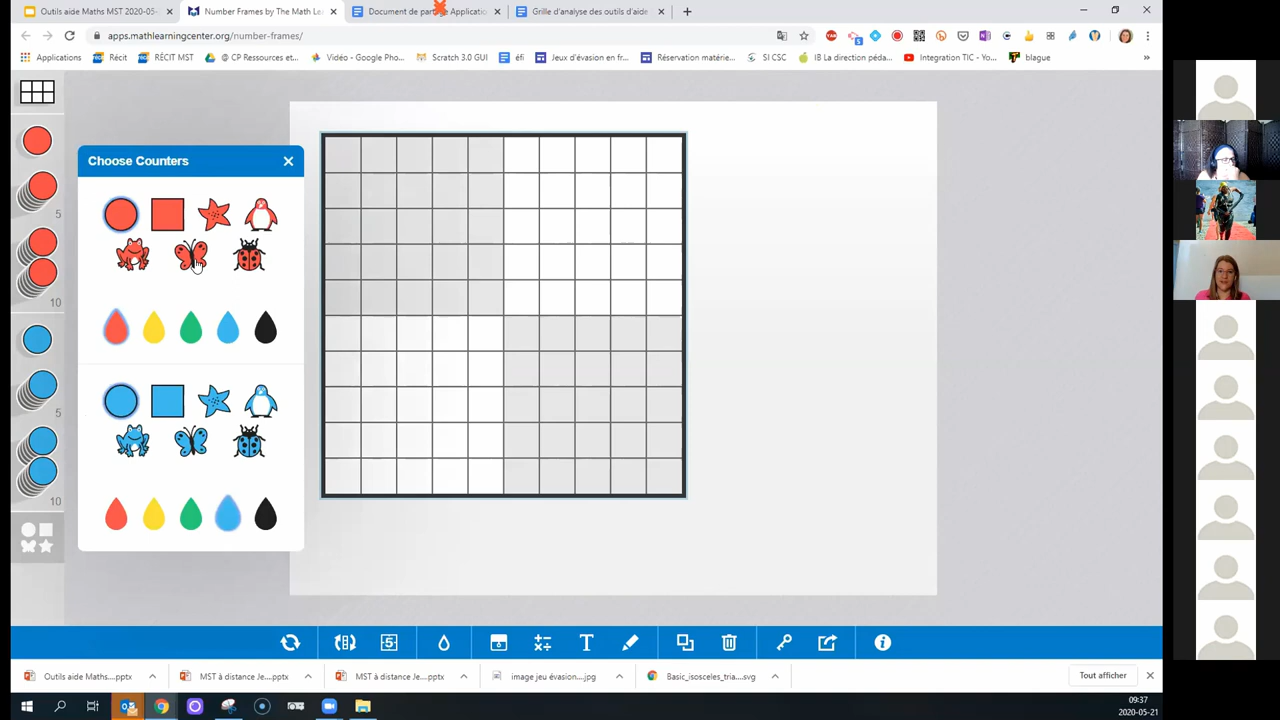 Outils aide Maths MST 2020-05-
Number Frames by The Math Le
Document de part Applicatio
Grille d'analyse des outils d'aide
apps.mathlearningcenter.org/number-frames/
Applications
Récit
RÉCIT MST
@ CP Ressources et...
Vidéo - Google Pho...
Scratch 3.0 GUI
éfi
Jeux d'évasion en fr...
Réservation matérie...
SI CSC
IB La direction péda...
Integration TIC - Yo...
blague
»
Choose Counters
5
10
5
10
5
T
Outils aide Maths....pptx
MST à distance Je....pptx
MST à distance Je....pptx
image jeu évasion....jpg
Basic_isosceles_tria....svg
Tout afficher
09:37
2020-05-21